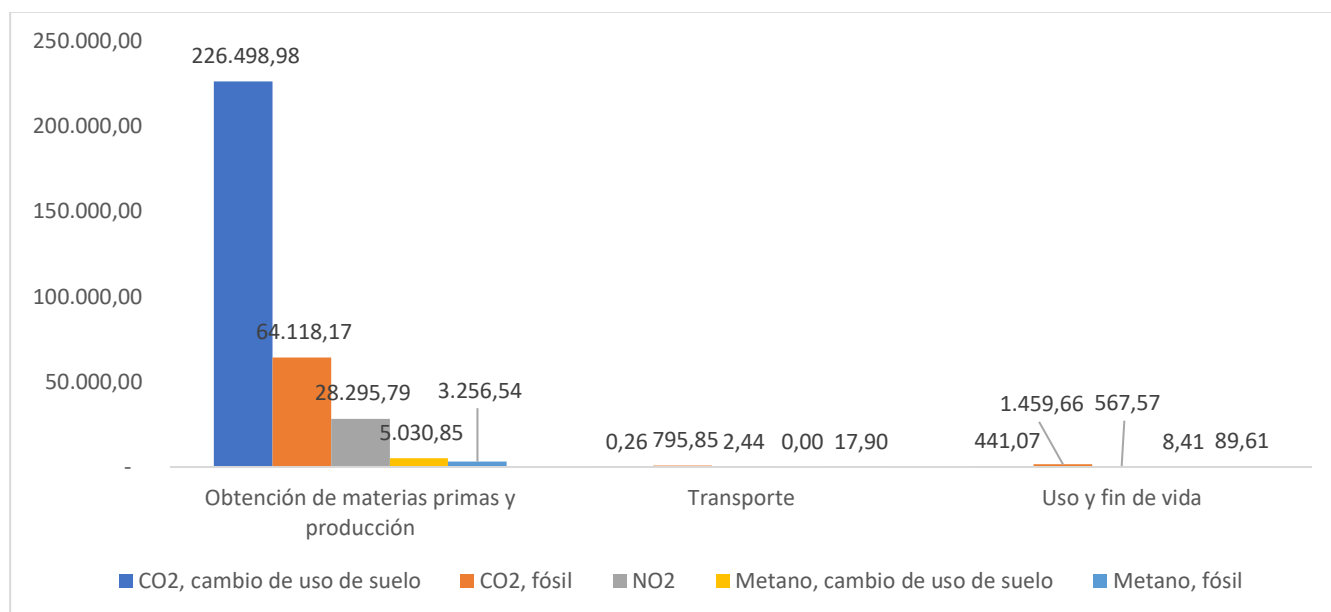 250.000,00
226.498,98
200.000,00
150.000,00
100.000,00
64.118,17
50.000,00
28.295,79
3.256,54
5.030,85
0,26 795,85 2,44 0,00 17,90
1.459,66 567,57
441,07
8,41 89,61
-
Obtención de materias primas y
producción
Transporte
Uso y fin de vida
CO2, cambio de uso de suelo CO2, fósil NO2 Metano, cambio de uso de suelo Metano, fósil